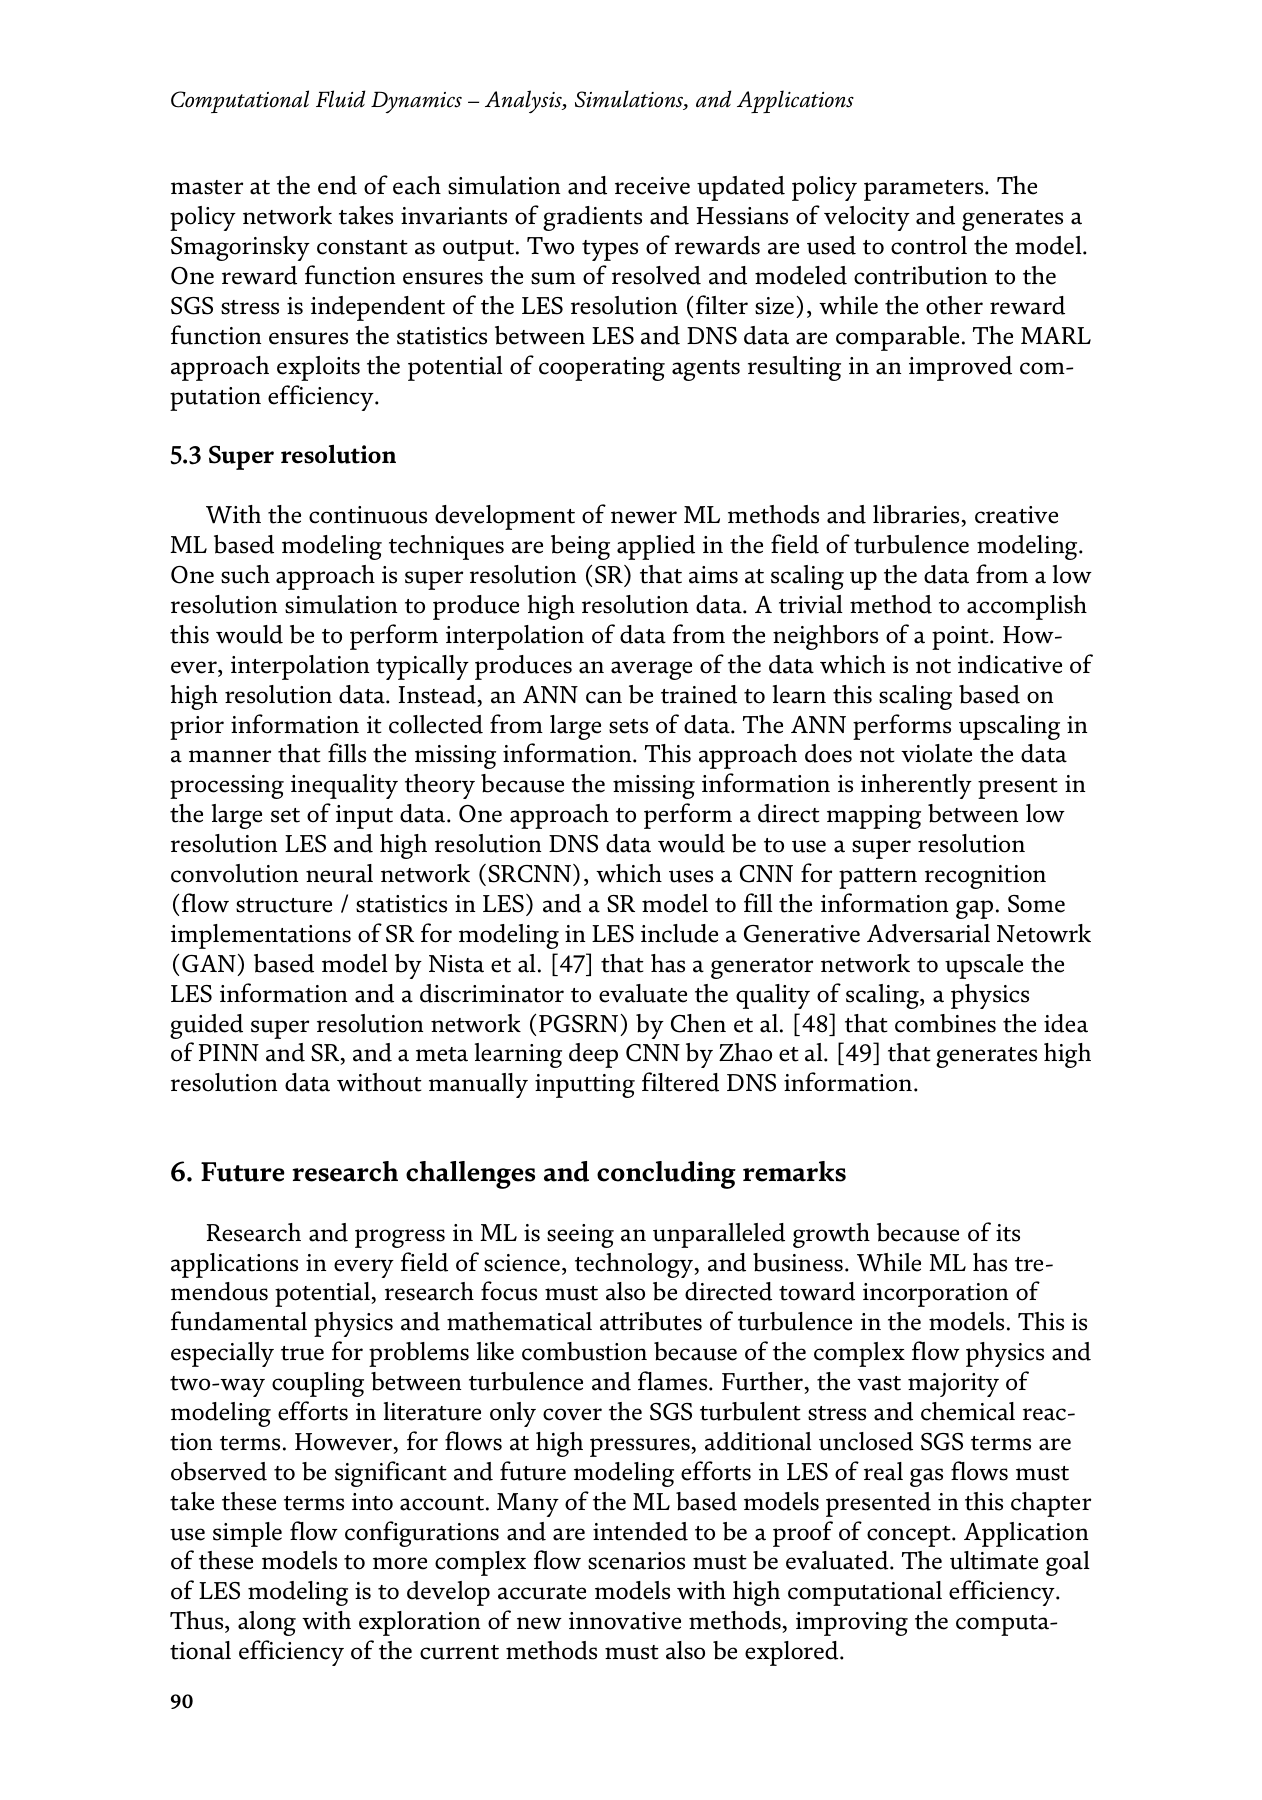 Computational Fluid Dynamics – Analysis, Simulations, and Applications
master at the end of each simulation and receive updated policy parameters. The
policy network takes invariants of gradients and Hessians of velocity and generates a
Smagorinsky constant as output. Two types of rewards are used to control the model.
One reward function ensures the sum of resolved and modeled contribution to the
SGS stress is independent of the LES resolution (filter size), while the other reward
function ensures the statistics between LES and DNS data are comparable. The MARL
approach exploits the potential of cooperating agents resulting in an improved com-
putation efficiency.
5.3 Super resolution
With the continuous development of newer ML methods and libraries, creative
ML based modeling techniques are being applied in the field of turbulence modeling.
One such approach is super resolution (SR) that aims at scaling up the data from a low
resolution simulation to produce high resolution data. A trivial method to accomplish
this would be to perform interpolation of data from the neighbors of a point. How-
ever, interpolation typically produces an average of the data which is not indicative of
high resolution data. Instead, an ANN can be trained to learn this scaling based on
prior information it collected from large sets of data. The ANN performs upscaling in
a manner that fills the missing information. This approach does not violate the data
processing inequality theory because the missing information is inherently present in
the large set of input data. One approach to perform a direct mapping between low
resolution LES and high resolution DNS data would be to use a super resolution
convolution neural network (SRCNN), which uses a CNN for pattern recognition
(flow structure / statistics in LES) and a SR model to fill the information gap. Some
implementations of SR for modeling in LES include a Generative Adversarial Netowrk
(GAN) based model by Nista et al. [47] that has a generator network to upscale the
LES information and a discriminator to evaluate the quality of scaling, a physics
guided super resolution network (PGSRN) by Chen et al. [48] that combines the idea
of PINN and SR, and a meta learning deep CNN by Zhao et al. [49] that generates high
resolution data without manually inputting filtered DNS information.
6. Future research challenges and concluding remarks
Research and progress in ML is seeing an unparalleled growth because of its
applications in every field of science, technology, and business. While ML has tre-
mendous potential, research focus must also be directed toward incorporation of
fundamental physics and mathematical attributes of turbulence in the models. This is
especially true for problems like combustion because of the complex flow physics and
two-way coupling between turbulence and flames. Further, the vast majority of
modeling efforts in literature only cover the SGS turbulent stress and chemical reac-
tion terms. However, for flows at high pressures, additional unclosed SGS terms are
observed to be significant and future modeling efforts in LES of real gas flows must
take these terms into account. Many of the ML based models presented in this chapter
use simple flow configurations and are intended to be a proof of concept. Application
of these models to more complex flow scenarios must be evaluated. The ultimate goal
of LES modeling is to develop accurate models with high computational efficiency.
Thus, along with exploration of new innovative methods, improving the computa-
tional efficiency of the current methods must also be explored.
90